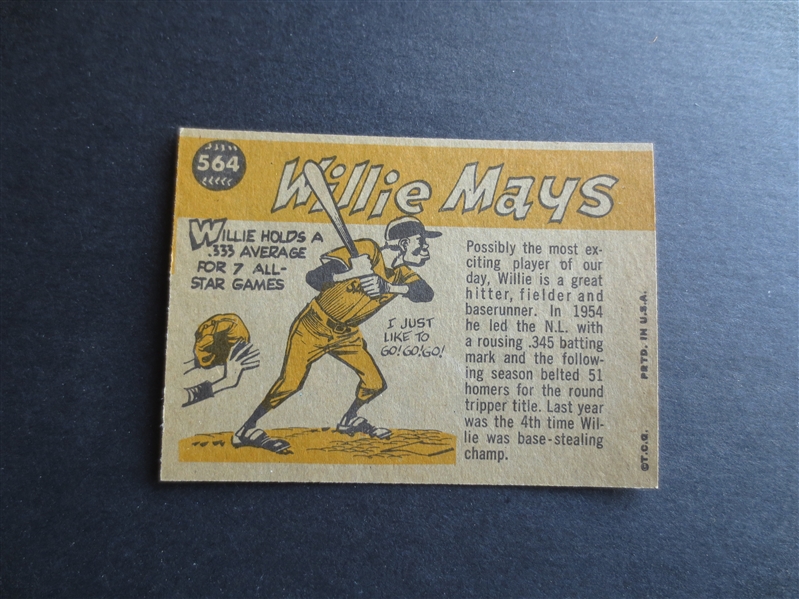 564
Willie Mays
WILLIE HOLDS A
.333 AVERAGE
FOR 7 ALL-
STAR GAMES
I JUST
LIKE TO
GO! GO! GO!
Possibly the most ex-
citing player of our
day, Willie is a great
hitter, fielder and
baserunner. In 1954
he led the N.L. with
a rousing .345 batting
mark and the follow-
ing season belted 51
homers for the round
tripper title. Last year
was the 4th time Wil-
lie was base-stealing
champ.
©T.C.G. PRTD. IN U.S.A.